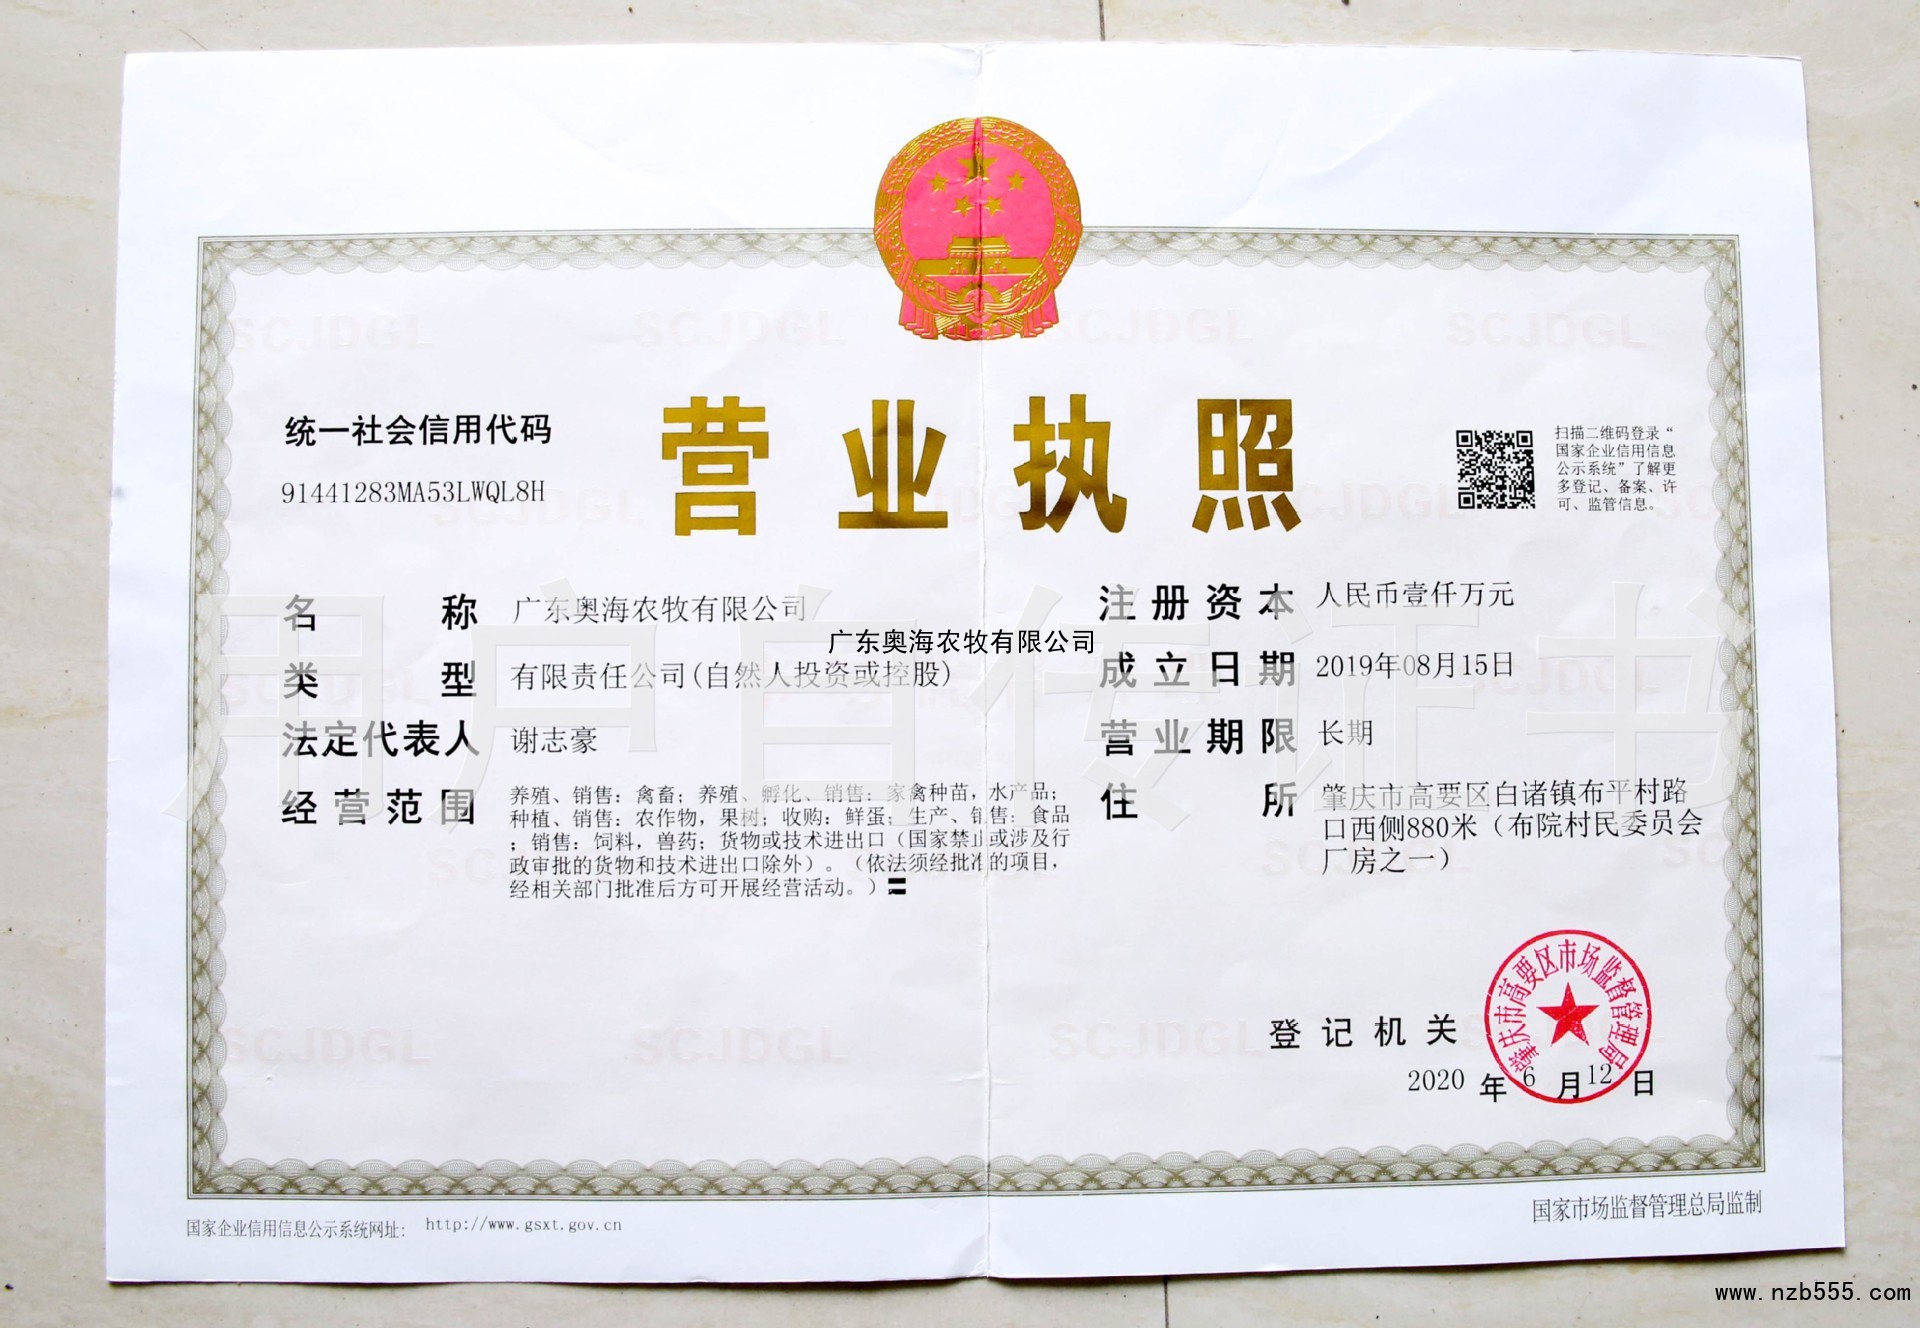 营业执照
统一社会信用代码
91441283MA53LWQL8H
扫描二维码登录“
国家企业信用信息
公示系统”了解更
多登记、备案、许
可、监管信息。
名称 广东奥海农牧有限公司
类型 有限责任公司(自然人投资或控股)
法定代表人 谢志豪
经营范围 养殖、销售：禽畜；养殖、孵化、销售：家禽种苗，水产品；
种植、销售：农作物，果树；收购：鲜蛋；生产、销售：食品
；销售：饲料，兽药；货物或技术进出口（国家禁止或涉及行
政审批的货物和技术进出口除外）。（依法须经批准的项目，
经相关部门批准后方可开展经营活动。）〓
注册资本 人民币壹仟万元
成立日期 2019年08月15日
营业期限 长期
住所 肇庆市高要区白诸镇布平村路
口西侧880米（布院村民委员会
厂房之一）
广东奥海农牧有限公司
用户自传证书
登记机关
肇庆市高要区市场监督管理局
2020 年 6 月 12 日
国家企业信用信息公示系统网址： http://www.gsxt.gov.cn
国家市场监督管理总局监制
www.nzb555.com
SCJDGL SCJDGL SCJDGL SCJDGL